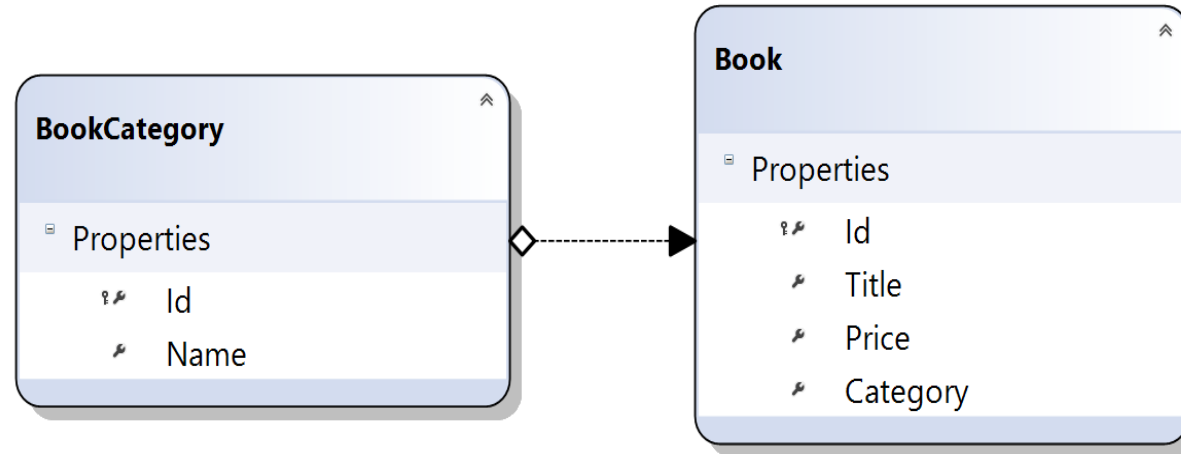 BookCategory
Properties
Id
Name
Book
Properties
Id
Title
Price
Category